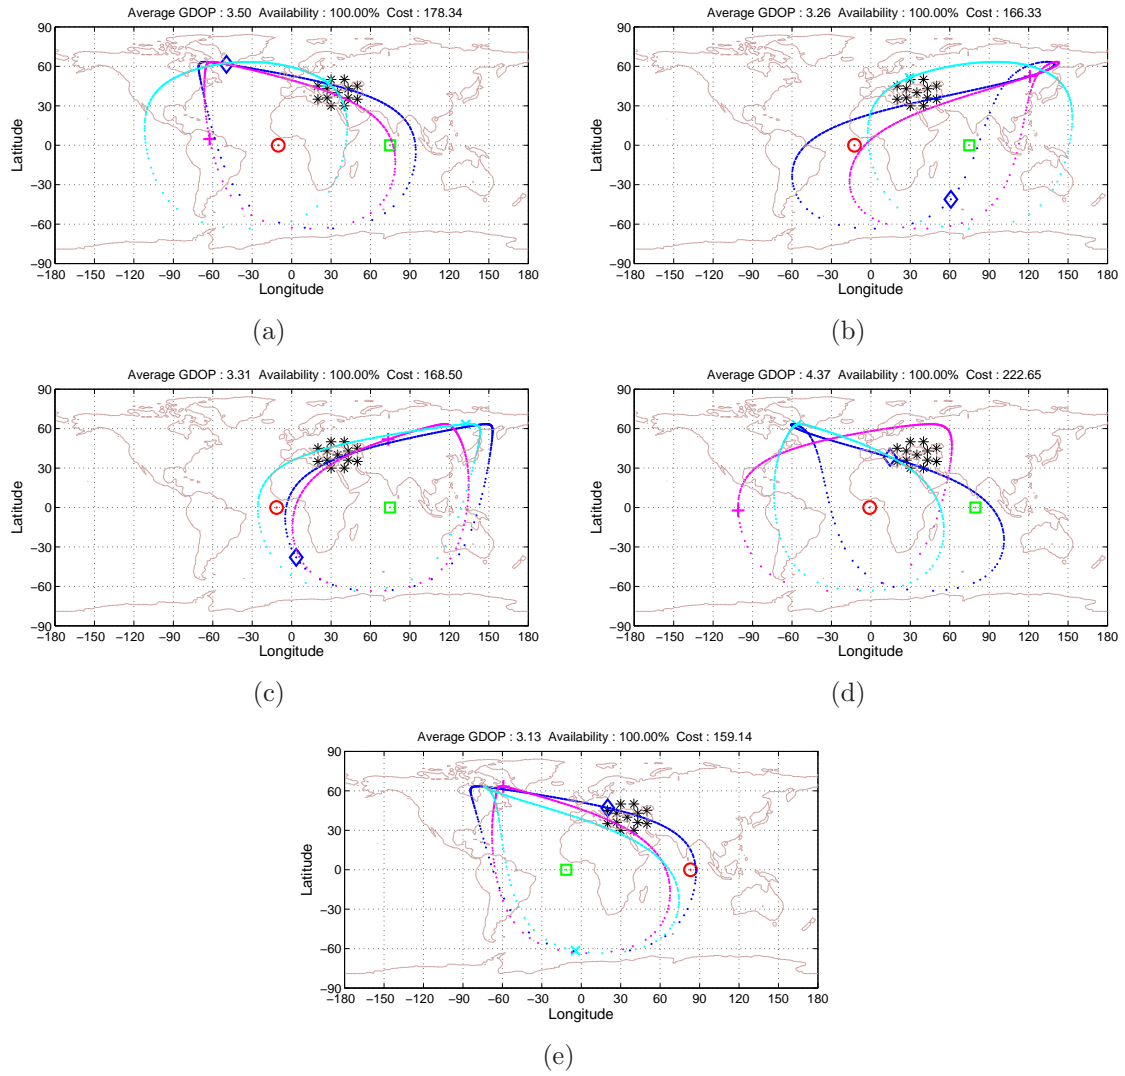 Average GDOP : 3.50 Availability : 100.00% Cost : 178.34
90
60
30
0
−30
−60
−90
Latitude
−180 −150 −120 −90 −60 −30 0 30 60 90 120 150 180
Longitude
(a)
Average GDOP : 3.26 Availability : 100.00% Cost : 166.33
90
60
30
0
−30
−60
−90
Latitude
−180 −150 −120 −90 −60 −30 0 30 60 90 120 150 180
Longitude
(b)
Average GDOP : 3.31 Availability : 100.00% Cost : 168.50
90
60
30
0
−30
−60
−90
Latitude
−180 −150 −120 −90 −60 −30 0 30 60 90 120 150 180
Longitude
(c)
Average GDOP : 4.37 Availability : 100.00% Cost : 222.65
90
60
30
0
−30
−60
−90
Latitude
−180 −150 −120 −90 −60 −30 0 30 60 90 120 150 180
Longitude
(d)
Average GDOP : 3.13 Availability : 100.00% Cost : 159.14
90
60
30
0
−30
−60
−90
Latitude
−180 −150 −120 −90 −60 −30 0 30 60 90 120 150 180
Longitude
(e)